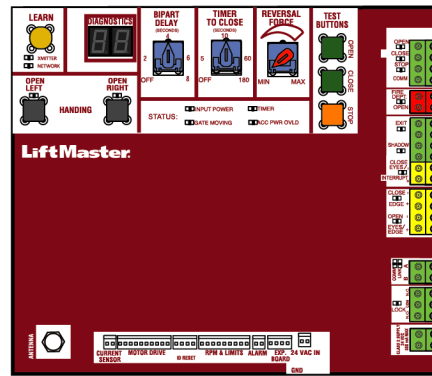 LEARN
XMITTER
NETWORK
DIAGNOSTICS
BIPART
DELAY
(SECONDS)
2
6
OFF
8
TIMER
TO CLOSE
(SECONDS)
10
5
60
OFF
180
REVERSAL
FORCE
MIN
MAX
TEST
BUTTONS
OPEN
CLOSE
STOP
OPEN
LEFT
HANDING
OPEN
RIGHT
STATUS:
INPUT POWER
TIMER
GATE MOVING
ACC PWR OVLD
OPEN
CLOSE
STOP
COMM
FIRE
DEPT
OPEN
EXIT
SHADOW
CLOSE
EYES/
INTERRUPT
CLOSE
EDGE
OPEN
EYES/
EDGE
COMM
LINK
A
B
LOCK
LiftMaster
ANTENNA
CURRENT
SENSOR
MOTOR DRIVE
ID RESET
RPM & LIMITS
ALARM
EXP.
BOARD
24 VAC IN
GND